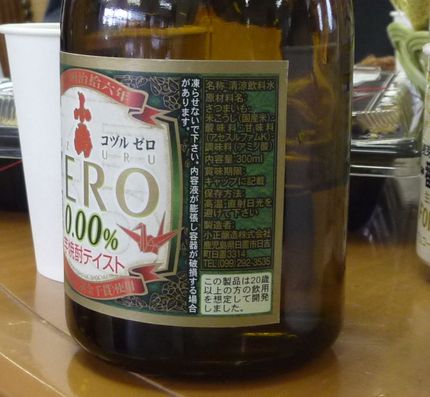 明治拾六年
小鶴
コヅル ゼロ
ZURU
ERO
0.00%
芋焼酎テイスト
凍らせないで下さい。内容液が膨張し容器が破損する場合
があります。
名称:清涼飲料水
原材料名:
さつまいも、
米こうじ(国産米)、
酸味料、甘味料
(アセスルファムK)、
調味料(アミノ酸)
内容量:300ml
賞味期限:
キャップに記載
保存方法:
高温、直射日光を
避けて下さい
製造者:
小正醸造株式会社
鹿児島県日置市日吉
町日置3314
TEL(099)292-3535
この製品は20歳
以上の方の飲用
を想定して開発
しました。